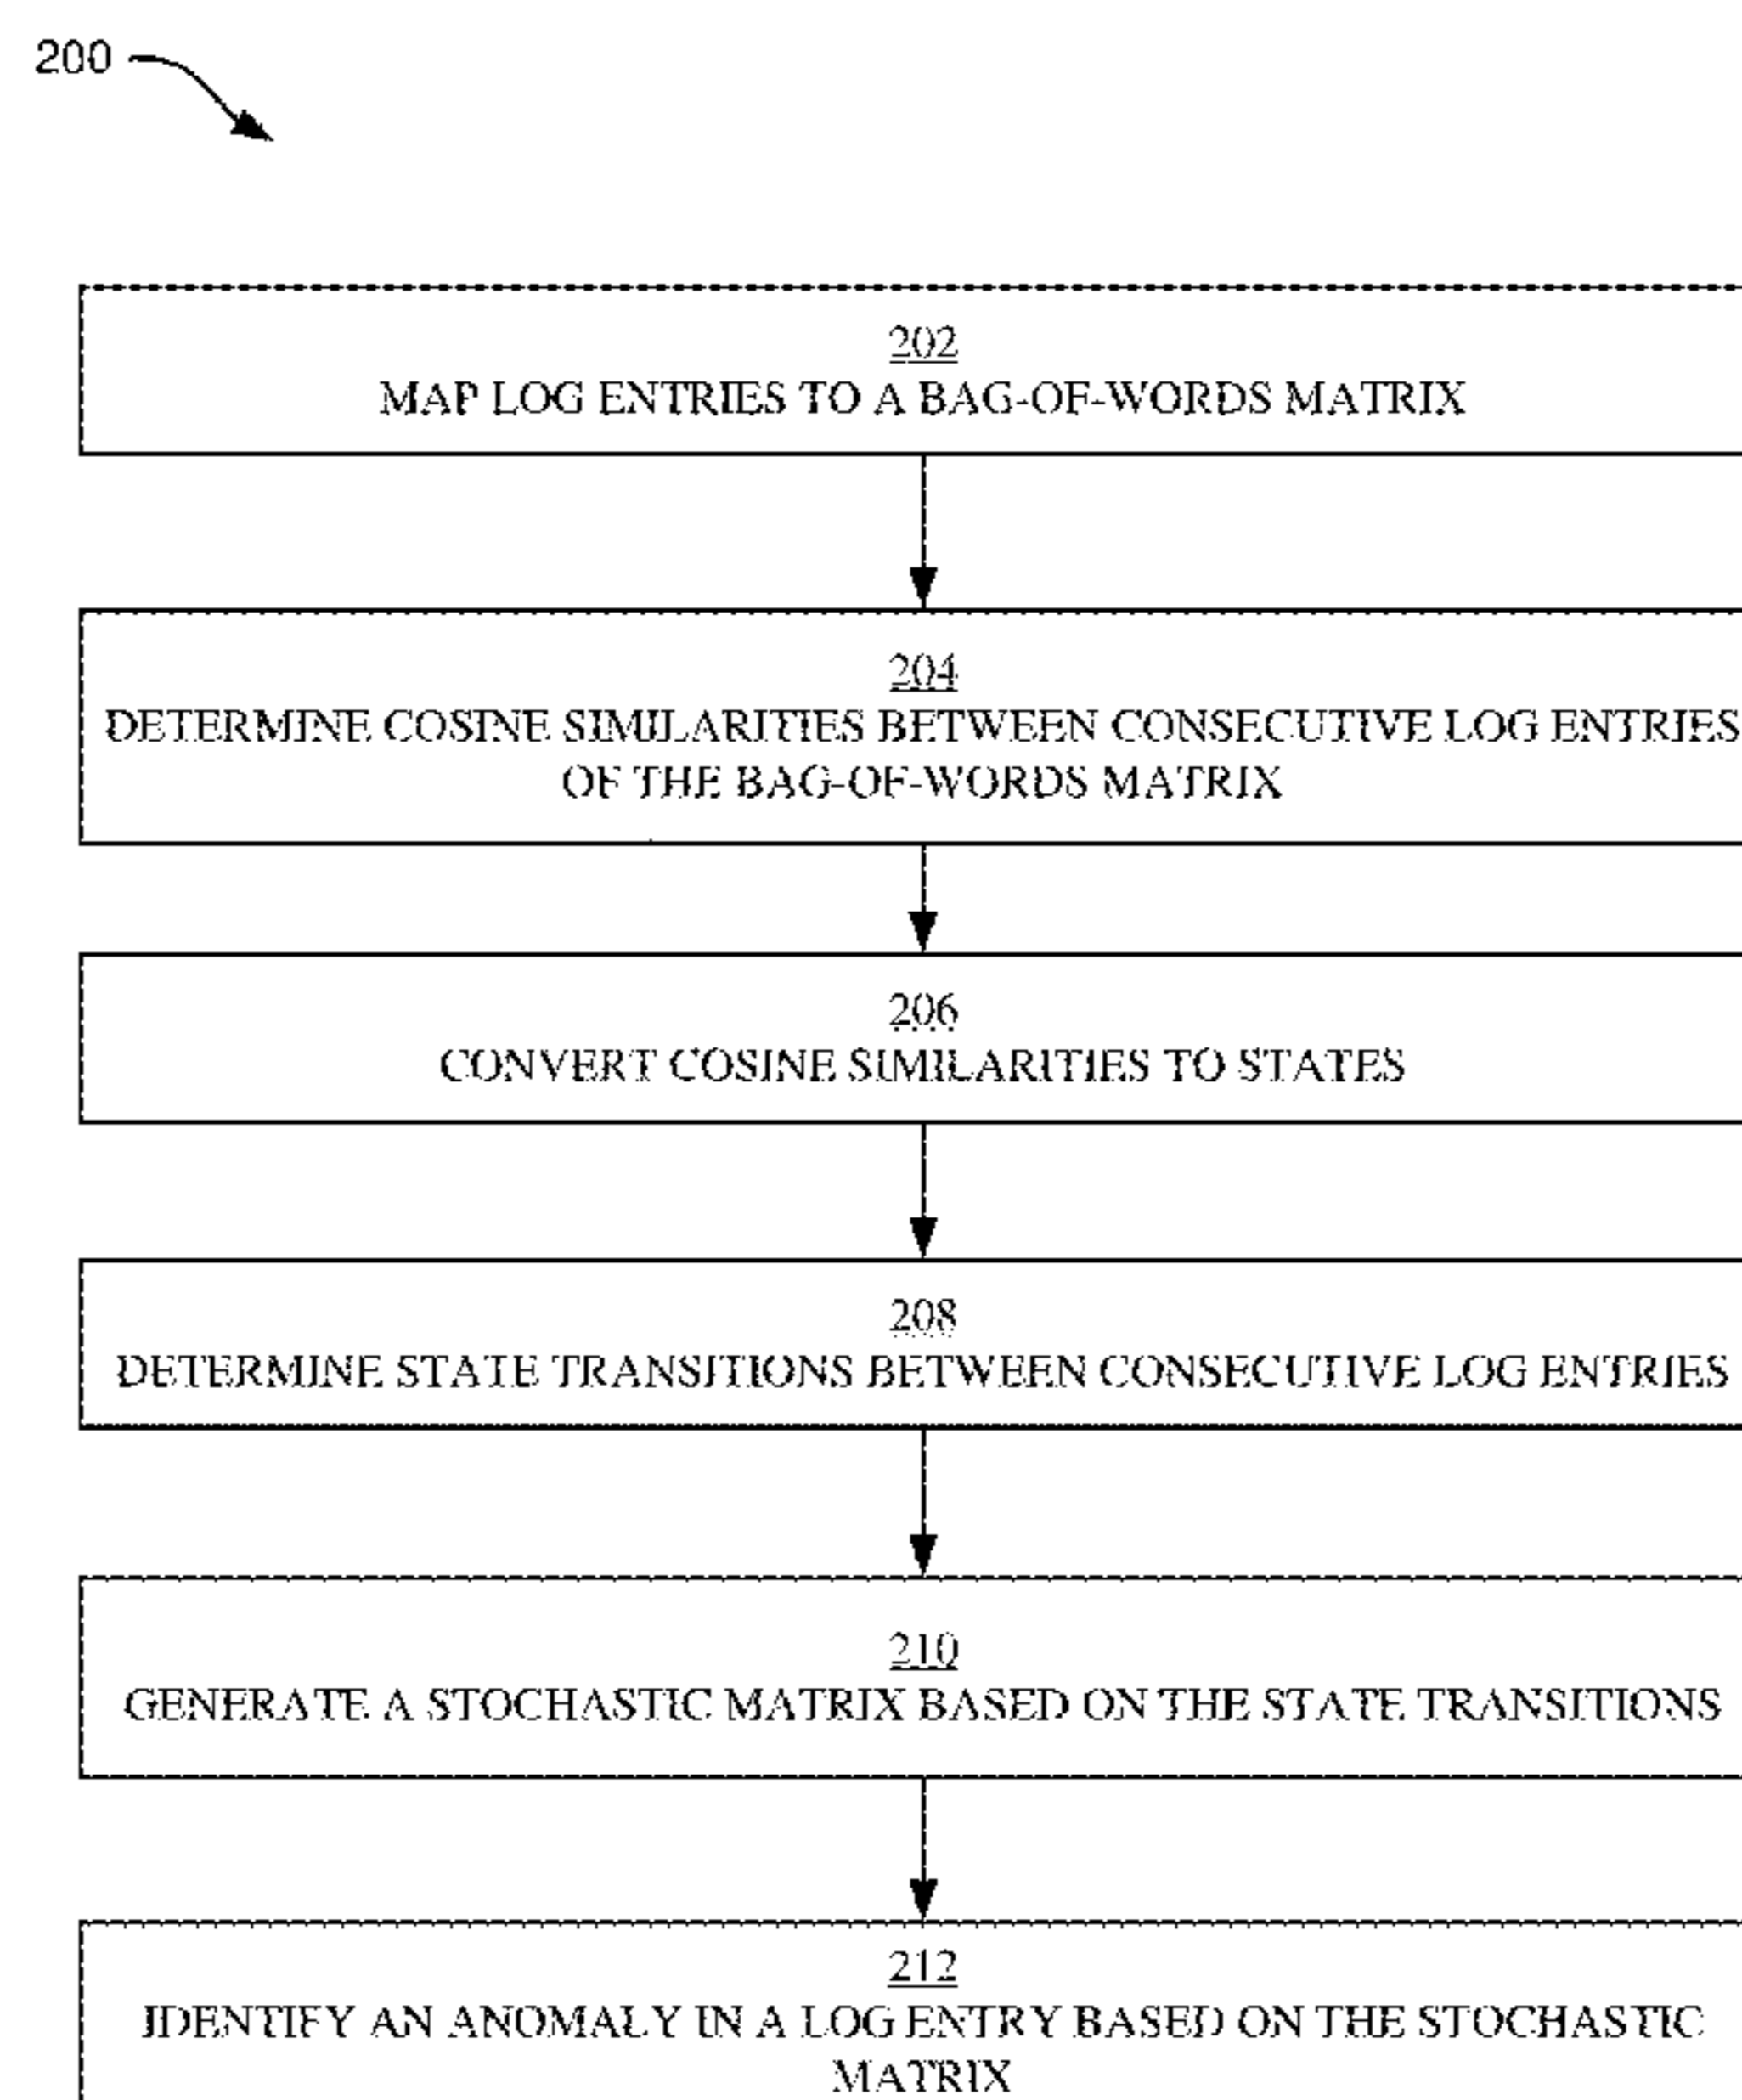 200
202
MAP LOG ENTRIES TO A BAG-OF-WORDS MATRIX
204
DETERMINE COSINE SIMILARITIES BETWEEN CONSECUTIVE LOG ENTRIES
OF THE BAG-OF-WORDS MATRIX
206
CONVERT COSINE SIMILARITIES TO STATES
208
DETERMINE STATE TRANSITIONS BETWEEN CONSECUTIVE LOG ENTRIES
210
GENERATE A STOCHASTIC MATRIX BASED ON THE STATE TRANSITIONS
212
IDENTIFY AN ANOMALY IN A LOG ENTRY BASED ON THE STOCHASTIC
MATRIX